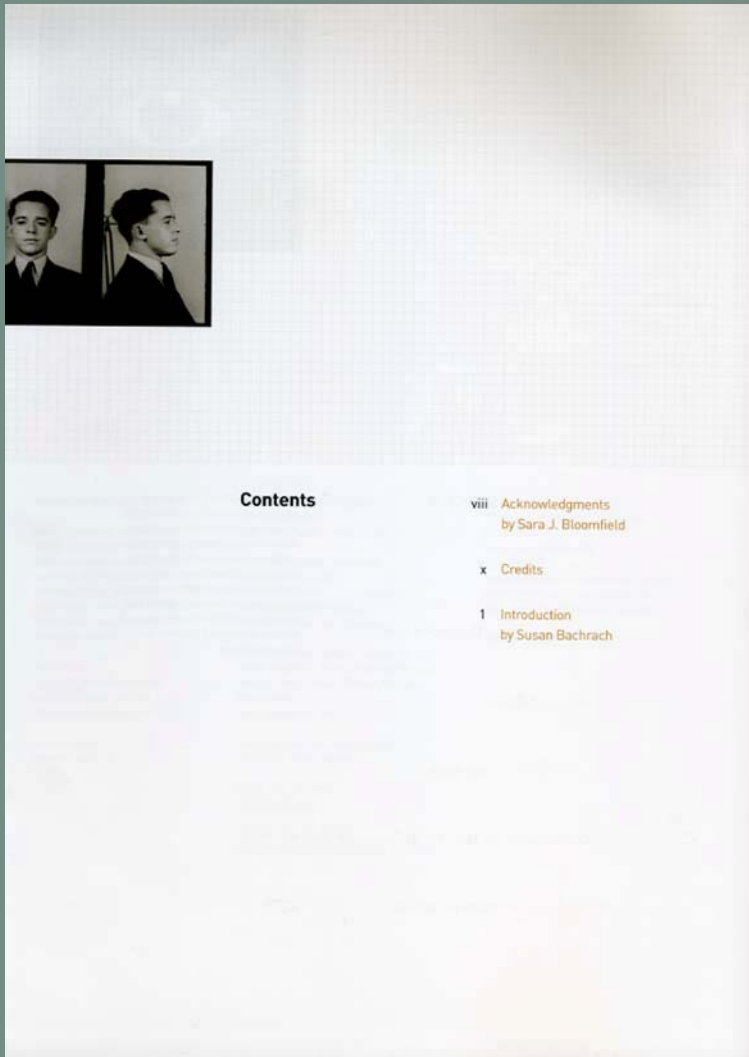 Contents
viii Acknowledgments
by Sara J. Bloomfield
x Credits
1 Introduction
by Susan Bachrach